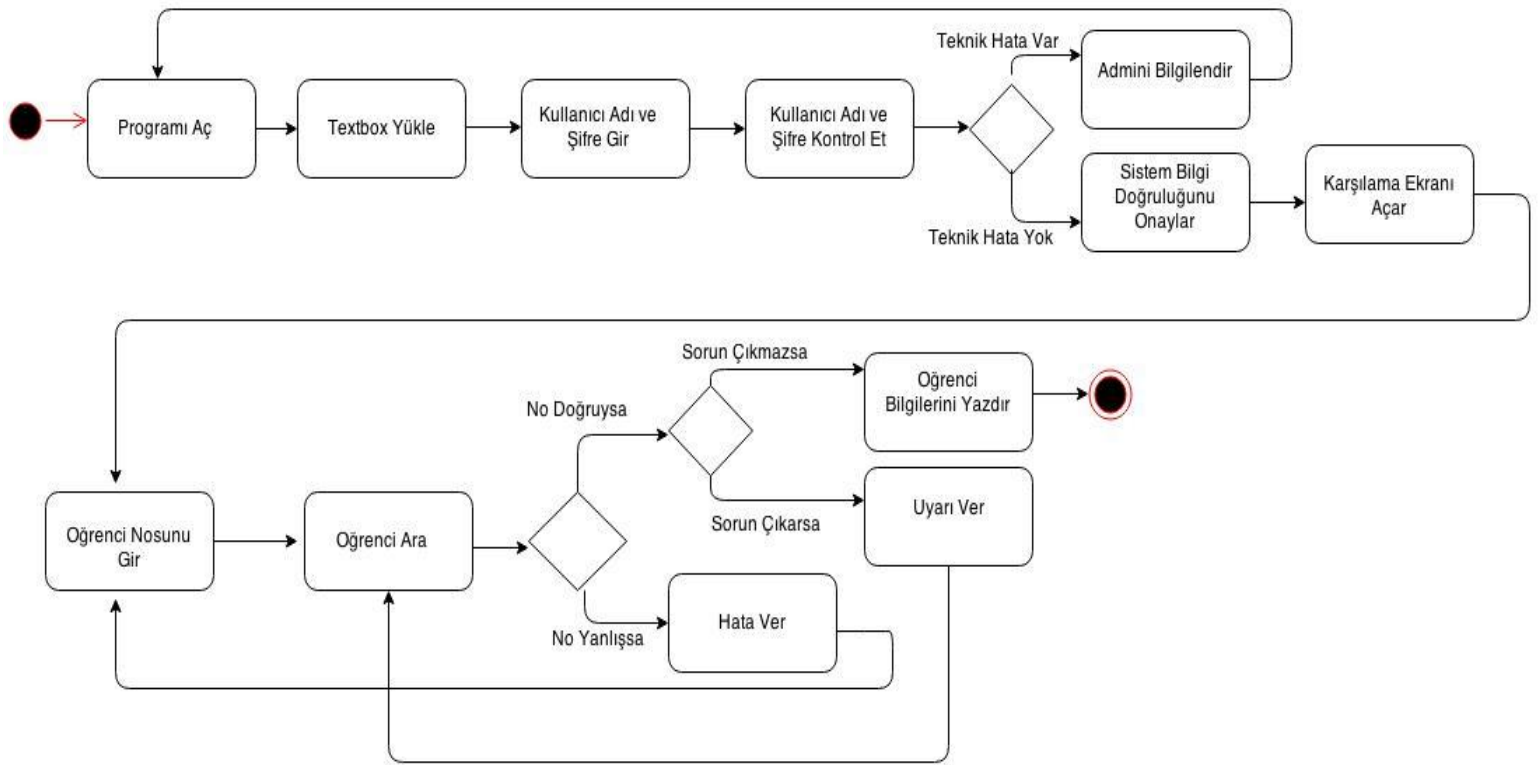 Teknik Hata Var
Admini Bilgilendir
Programı Aç
Textbox Yükle
Kullanıcı Adı ve
Şifre Gir
Kullanıcı Adı ve
Şifre Kontrol Et
Sistem Bilgi
Doğruluğunu
Onaylar
Karşılama Ekranı
Açar
Teknik Hata Yok
Sorun Çıkmazsa
Oğrenci
Bilgilerini Yazdır
No Doğruysa
Oğrenci Nosunu
Gir
Oğrenci Ara
Sorun Çıkarsa
Uyarı Ver
No Yanlışsa
Hata Ver